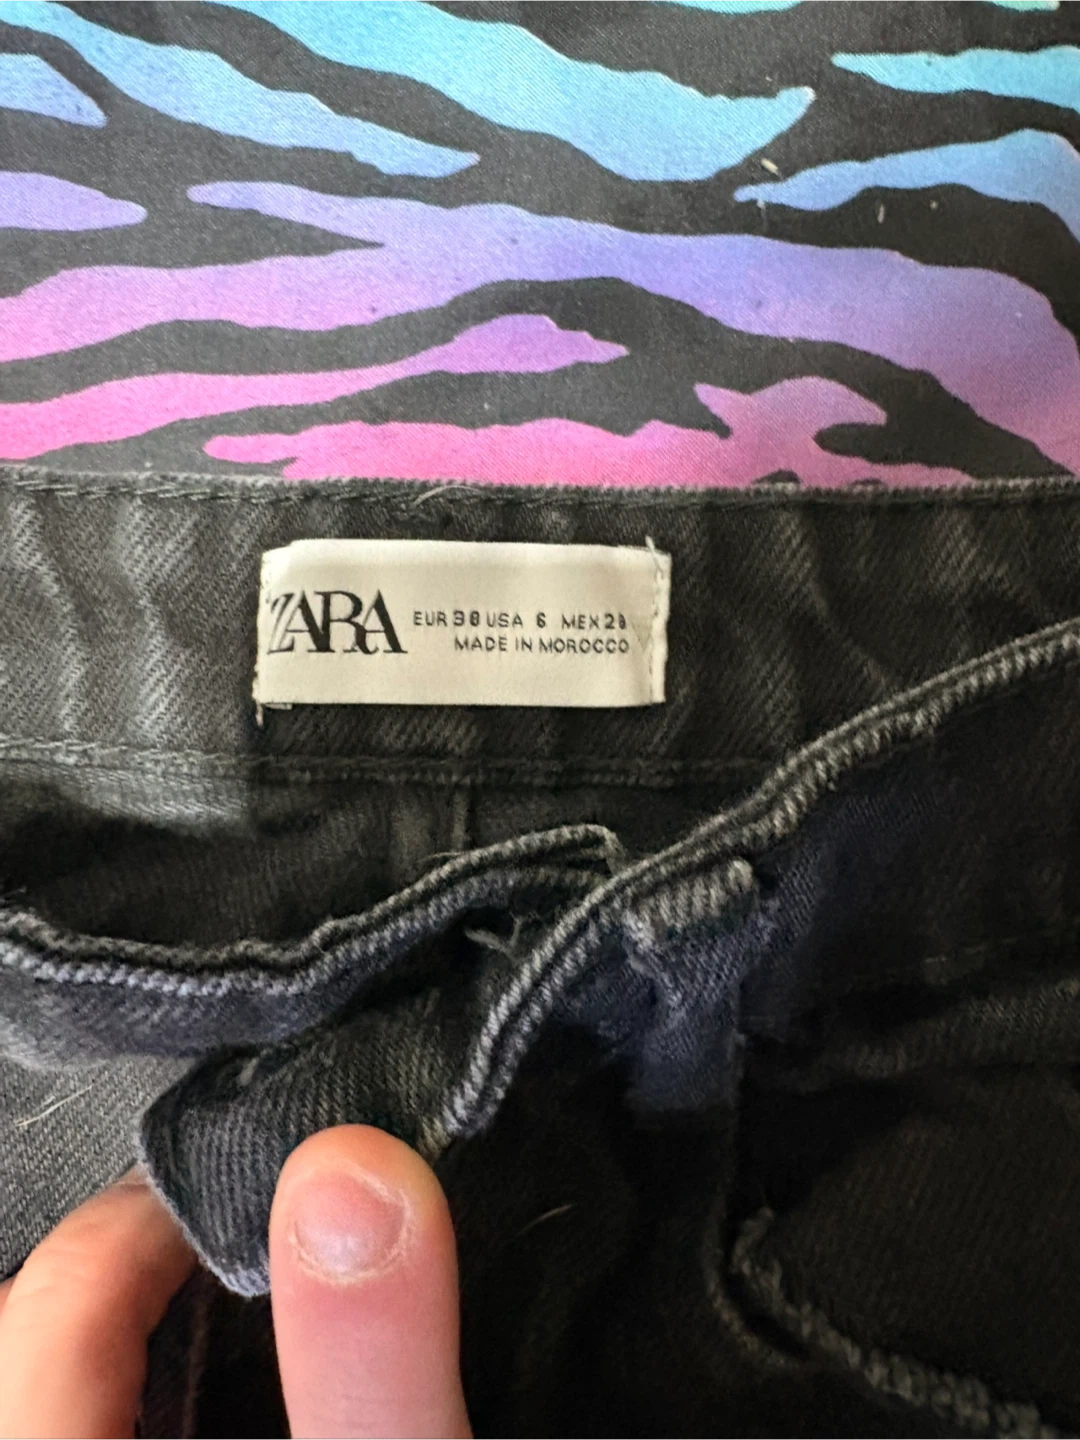 ZARA
EUR 38 USA 6 MEX 28
MADE IN MOROCCO